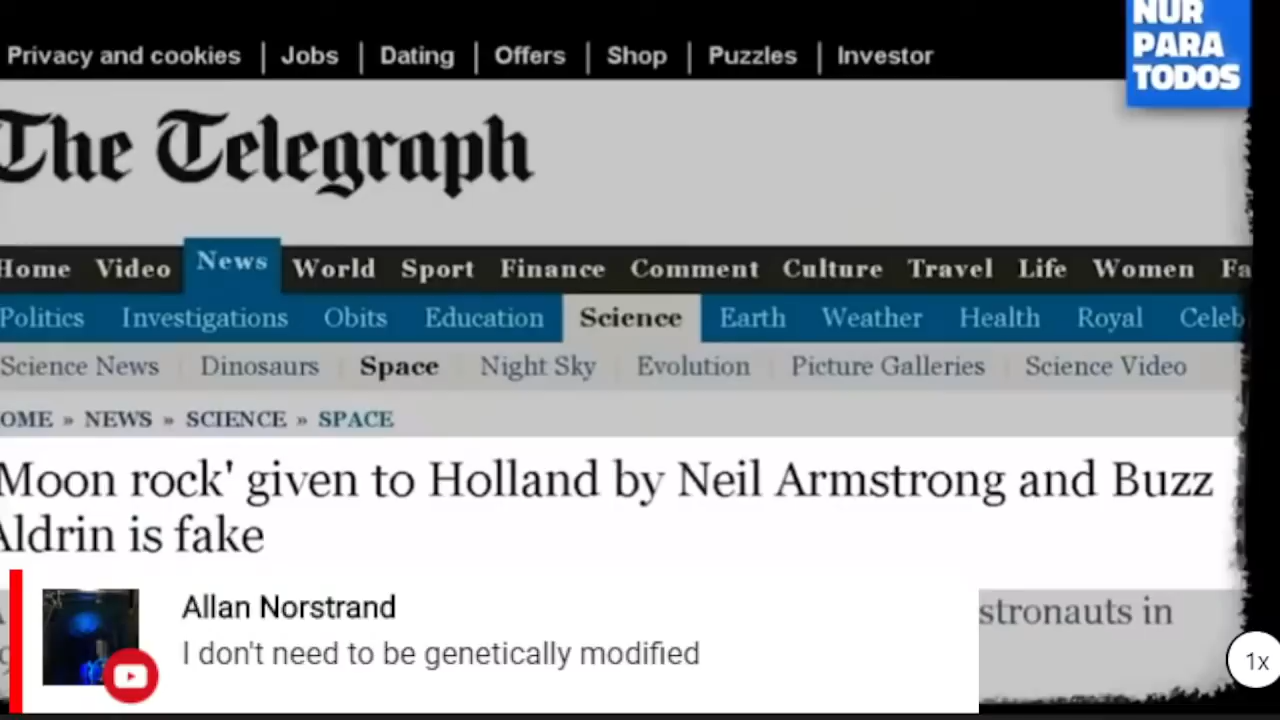 NUR
PARA
TODOS
Privacy and cookies | Jobs | Dating | Offers | Shop | Puzzles | Investor
The Telegraph
Home Video News World Sport Finance Comment Culture Travel Life Women Fa
Politics Investigations Obits Education Science Earth Weather Health Royal Celeb
Science News Dinosaurs Space Night Sky Evolution Picture Galleries Science Video
OME » NEWS » SCIENCE » SPACE
Moon rock' given to Holland by Neil Armstrong and Buzz
Aldrin is fake
stronauts in
Allan Norstrand
I don't need to be genetically modified
1x